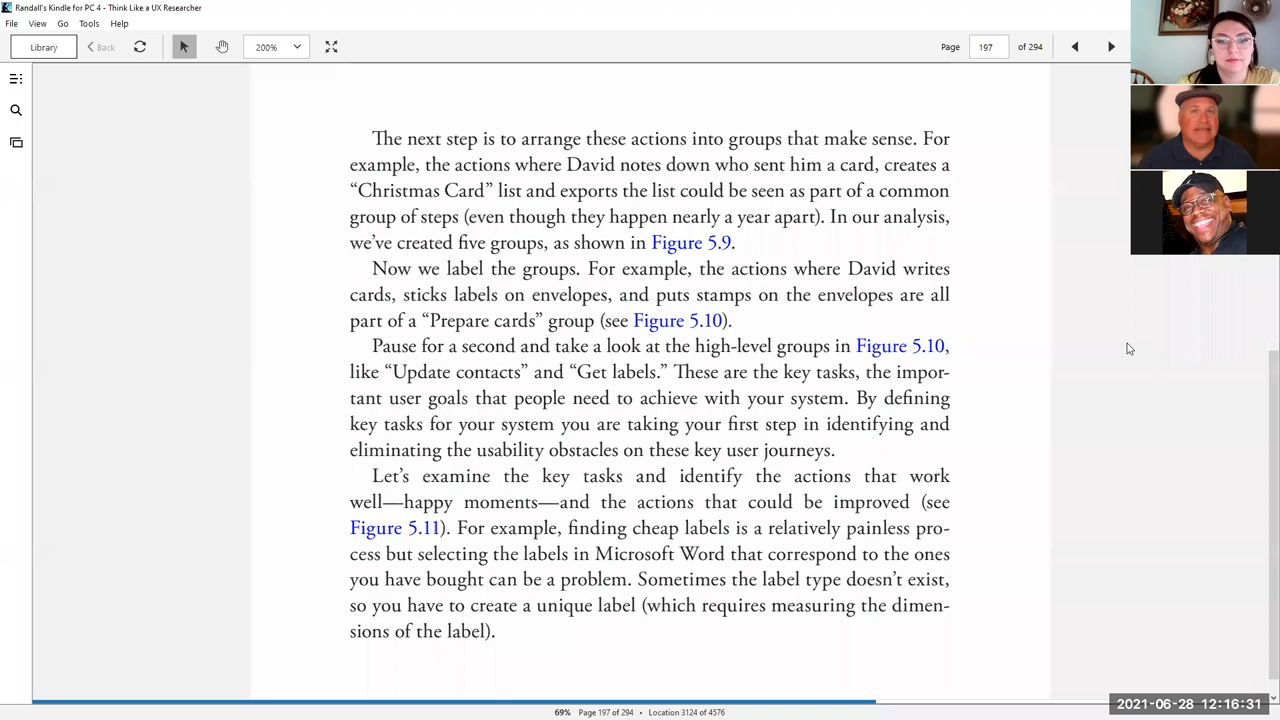 Randall's Kindle for PC 4 - Think Like a UX Researcher
File View Go Tools Help
Library Back 200% Page 197 of 294
The next step is to arrange these actions into groups that make sense. For
example, the actions where David notes down who sent him a card, creates a
“Christmas Card” list and exports the list could be seen as part of a common
group of steps (even though they happen nearly a year apart). In our analysis,
we’ve created five groups, as shown in Figure 5.9.
Now we label the groups. For example, the actions where David writes
cards, sticks labels on envelopes, and puts stamps on the envelopes are all
part of a “Prepare cards” group (see Figure 5.10).
Pause for a second and take a look at the high-level groups in Figure 5.10,
like “Update contacts” and “Get labels.” These are the key tasks, the impor-
tant user goals that people need to achieve with your system. By defining
key tasks for your system you are taking your first step in identifying and
eliminating the usability obstacles on these key user journeys.
Let’s examine the key tasks and identify the actions that work
well—happy moments—and the actions that could be improved (see
Figure 5.11). For example, finding cheap labels is a relatively painless pro-
cess but selecting the labels in Microsoft Word that correspond to the ones
you have bought can be a problem. Sometimes the label type doesn’t exist,
so you have to create a unique label (which requires measuring the dimen-
sions of the label).
69% Page 197 of 294 • Location 3124 of 4576
2021-06-28 12:16:31